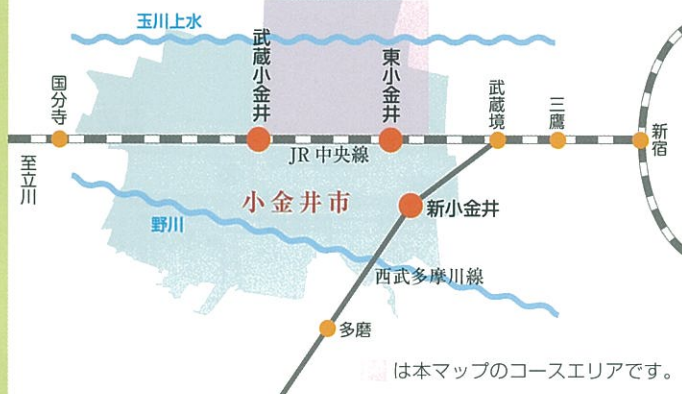 玉川上水
武蔵小金井
東小金井
国分寺
武蔵境
三鷹
新宿
JR中央線
至立川
小金井市
新小金井
野川
西武多摩川線
多磨
は本マップのコースエリアです。